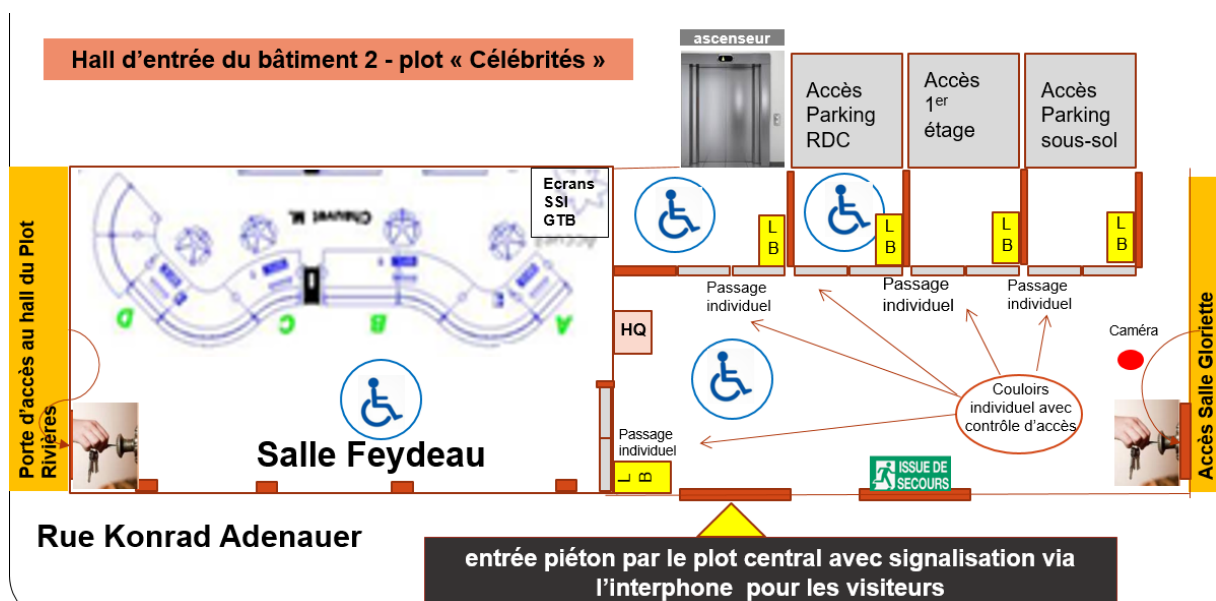 Hall d’entrée du bâtiment 2 - plot « Célébrités »
ascenseur
Accès
Parking
RDC
Accès
1er
étage
Accès
Parking
sous-sol
Porte d’accès au hall du Plot
Rivières
Ecrans
SSI
GTB
Chauvet M.
Accueil
D
C
B
A
L
B
L
B
L
B
L
B
Passage
individuel
Passage
individuel
Passage
individuel
HQ
Caméra
Couloirs
individuel avec
contrôle d’accès
Passage
individuel
L
B
Salle Feydeau
ISSUE DE
SECOURS
Accès Salle Gloriette
Rue Konrad Adenauer
entrée piéton par le plot central avec signalisation via
l’interphone pour les visiteurs